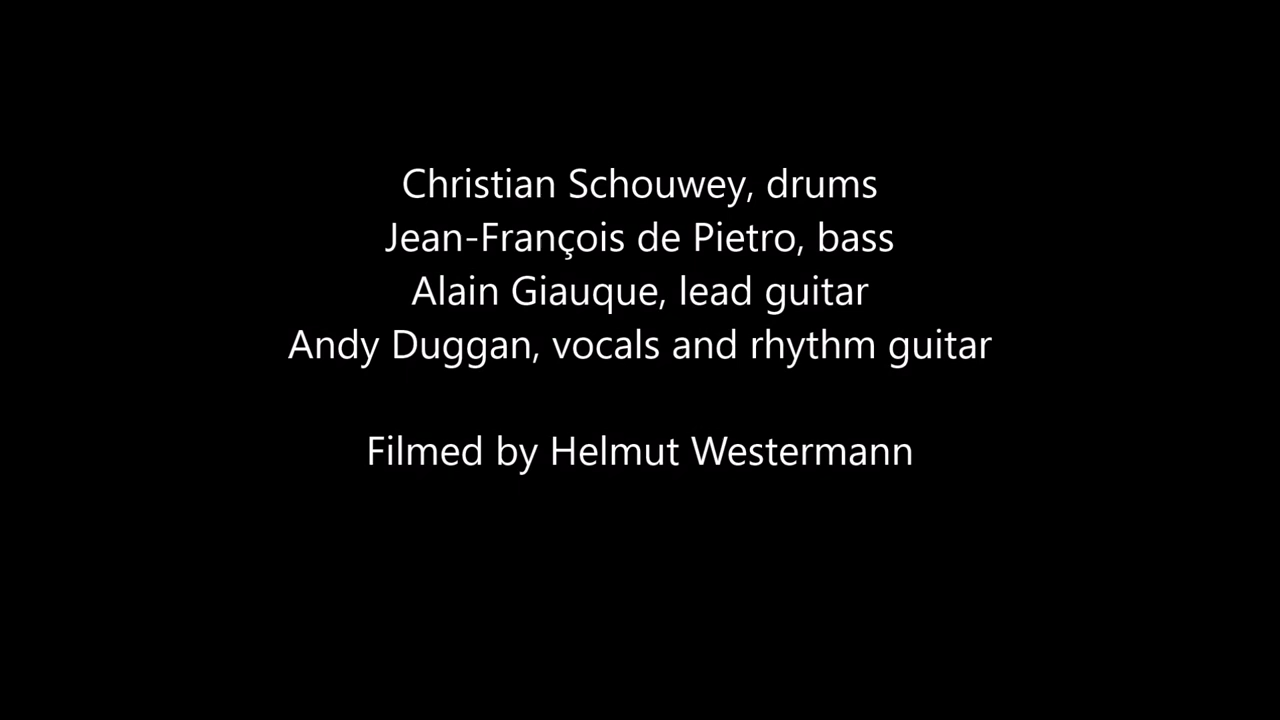 Christian Schouwey, drums
Jean-François de Pietro, bass
Alain Giauque, lead guitar
Andy Duggan, vocals and rhythm guitar
Filmed by Helmut Westermann